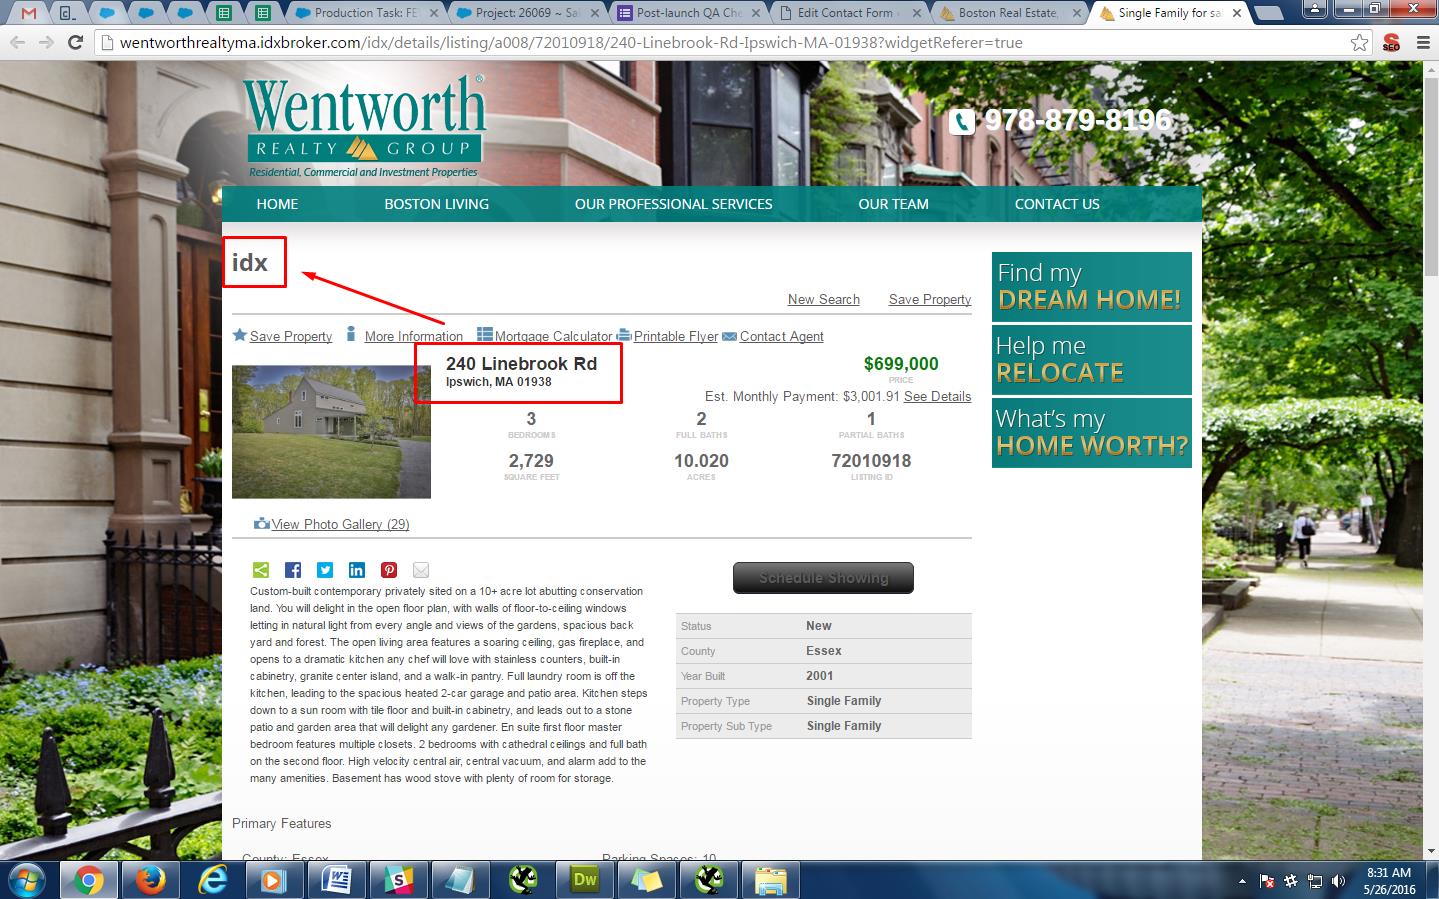 Production Task: FE
Project: 26069 ~ Sa
Post-launch QA Che
Edit Contact Form
Boston Real Estate,
Single Family for sa
wentworthrealtyma.idxbroker.com/idx/details/listing/a008/72010918/240-Linebrook-Rd-Ipswich-MA-01938?widgetReferer=true
SEO
Wentworth®
REALTY GROUP
Residential, Commercial and Investment Properties
978-879-8196
HOME BOSTON LIVING OUR PROFESSIONAL SERVICES OUR TEAM CONTACT US
idx
New Search Save Property
Save Property More Information Mortgage Calculator Printable Flyer Contact Agent
240 Linebrook Rd
Ipswich, MA 01938
$699,000
PRICE
Est. Monthly Payment: $3,001.91 See Details
3 2 1
BEDROOMS FULL BATHS PARTIAL BATHS
2,729 10.020 72010918
SQUARE FEET ACRES LISTING ID
View Photo Gallery (29)
Find my
DREAM HOME!
Help me
RELOCATE
What's my
HOME WORTH?
Custom-built contemporary privately sited on a 10+ acre lot abutting conservation
land. You will delight in the open floor plan, with walls of floor-to-ceiling windows
letting in natural light from every angle and views of the gardens, spacious back
yard and forest. The open living area features a soaring ceiling, gas fireplace, and
opens to a dramatic kitchen any chef will love with stainless counters, built-in
cabinetry, granite center island, and a walk-in pantry. Full laundry room is off the
kitchen, leading to the spacious heated 2-car garage and patio area. Kitchen steps
down to a sun room with tile floor and built-in cabinetry, and leads out to a stone
patio and garden area that will delight any gardener. En suite first floor master
bedroom features multiple closets. 2 bedrooms with cathedral ceilings and full bath
on the second floor. High velocity central air, central vacuum, and alarm add to the
many amenities. Basement has wood stove with plenty of room for storage.
Schedule Showing
Status New
County Essex
Year Built 2001
Property Type Single Family
Property Sub Type Single Family
Primary Features
County: Essex Parking Spaces: 10
Dw
8:31 AM
5/26/2016